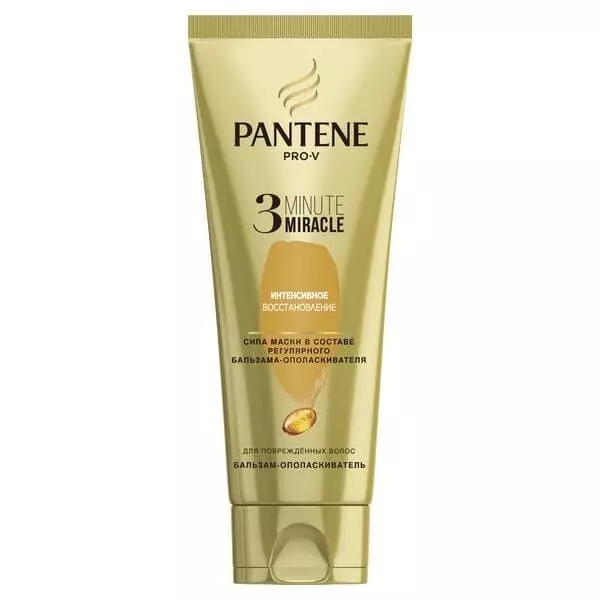 PANTENE
PRO-V
3 MINUTE
MIRACLE
ИНТЕНСИВНОЕ
ВОССТАНОВЛЕНИЕ
СИЛА МАСКИ В СОСТАВЕ
РЕГУЛЯРНОГО
БАЛЬЗАМА-ОПОЛАСКИВАТЕЛЯ
ДЛЯ ПОВРЕЖДЁННЫХ ВОЛОС
БАЛЬЗАМ-ОПОЛАСКИВАТЕЛЬ